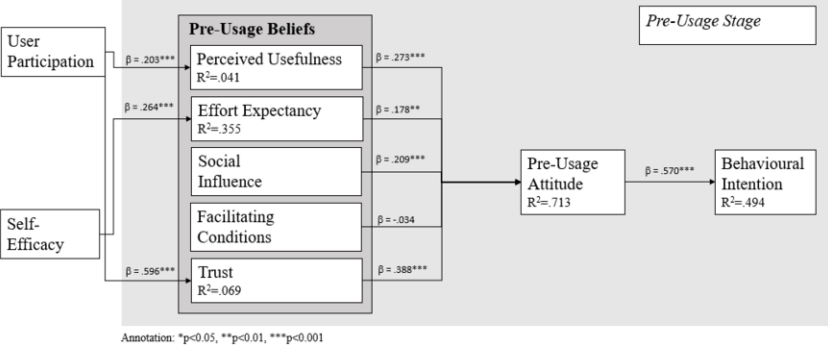 Pre-Usage Stage
User
Participation
Self-
Efficacy
β = .203***
β = .264***
β = .596***
Pre-Usage Beliefs
Perceived Usefulness
R²=.041
Effort Expectancy
R²=.355
Social
Influence
Facilitating
Conditions
Trust
R²=.069
β = .273***
β = .178**
β = .209***
β = -.034
β = .388***
Pre-Usage
Attitude
R²=.713
β = .570***
Behavioural
Intention
R²=.494
Annotation: *p<0.05, **p<0.01, ***p<0.001